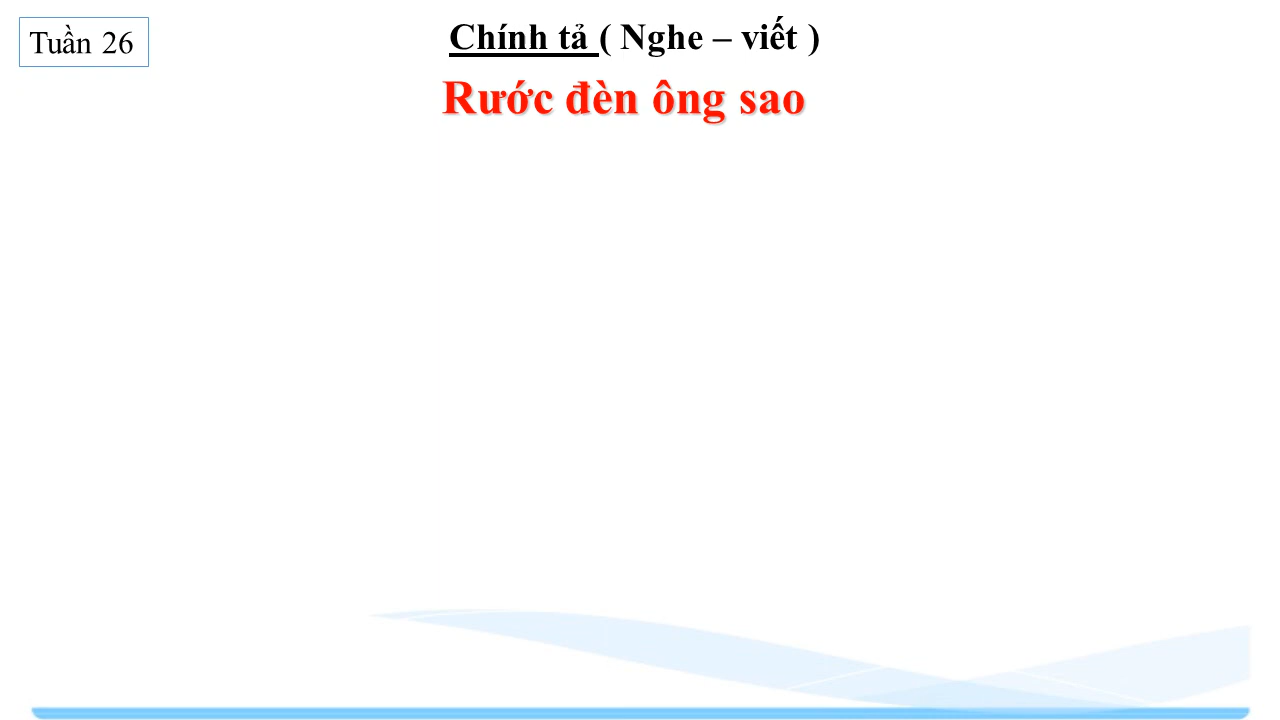 Tuần 26
Chính tả ( Nghe – viết )
Rước đèn ông sao